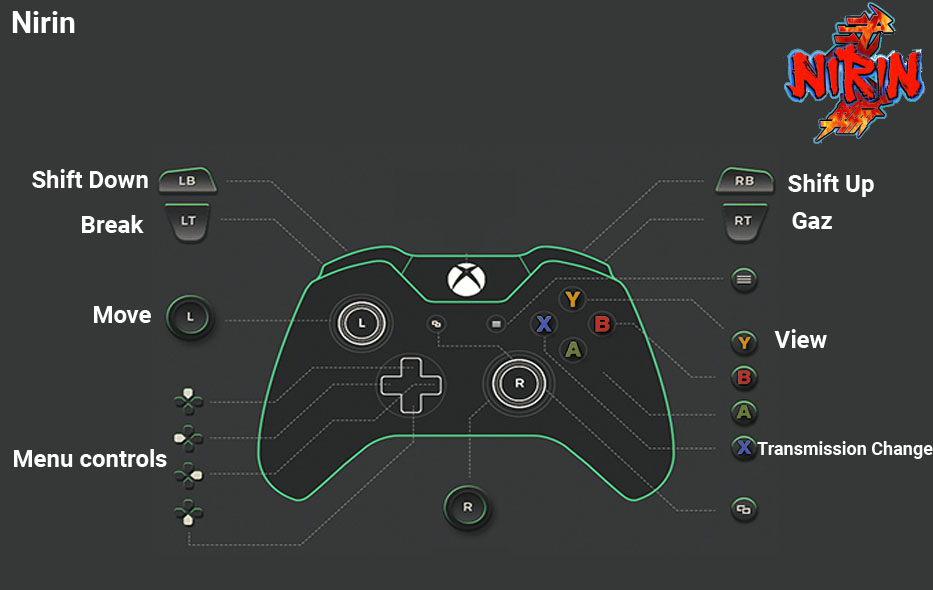 Nirin
NIRIN
Shift Down
LB
RB
Shift Up
Break
LT
RT
Gaz
Move
L
L
Y
X
B
A
Y
View
R
B
A
Menu controls
X
Transmission Change
R